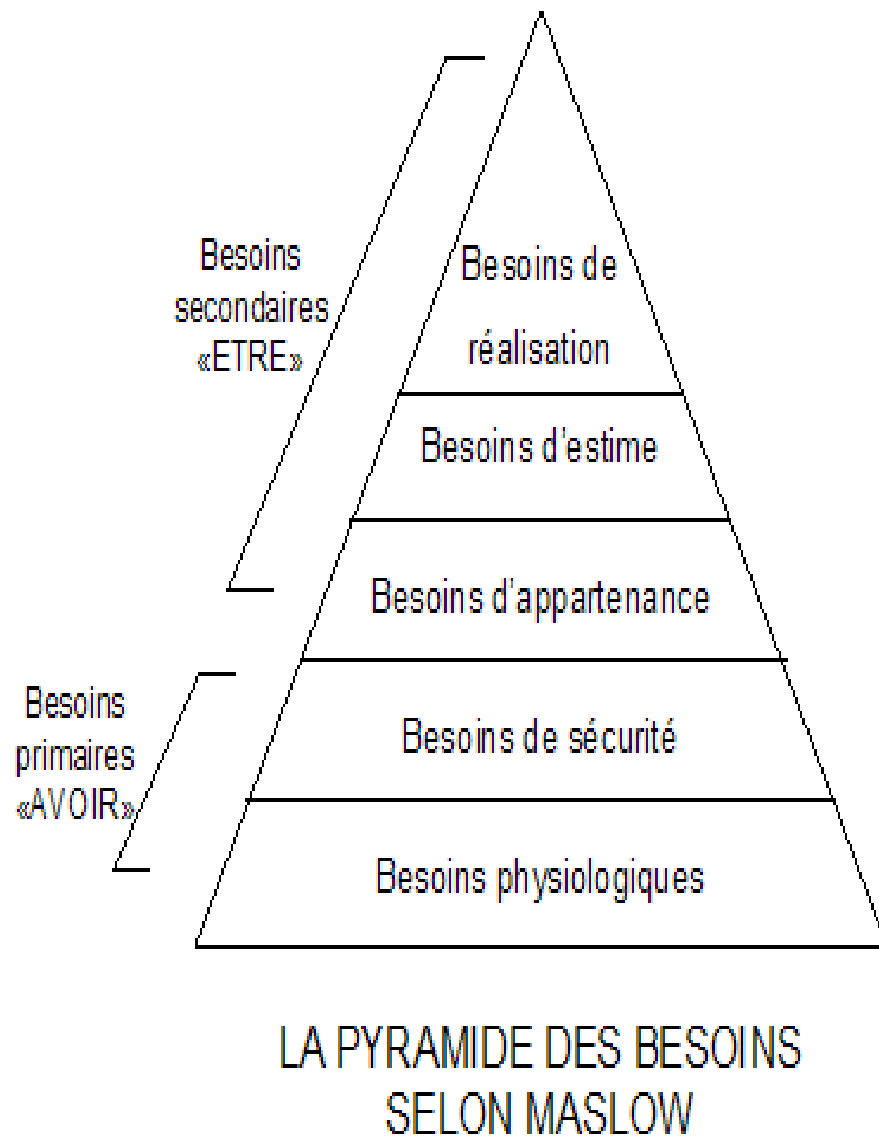 Besoins
secondaires
«ETRE»
Besoins de
réalisation
Besoins d'estime
Besoins d'appartenance
Besoins
primaires
«AVOIR»
Besoins de sécurité
Besoins physiologiques
LA PYRAMIDE DES BESOINS
SELON MASLOW